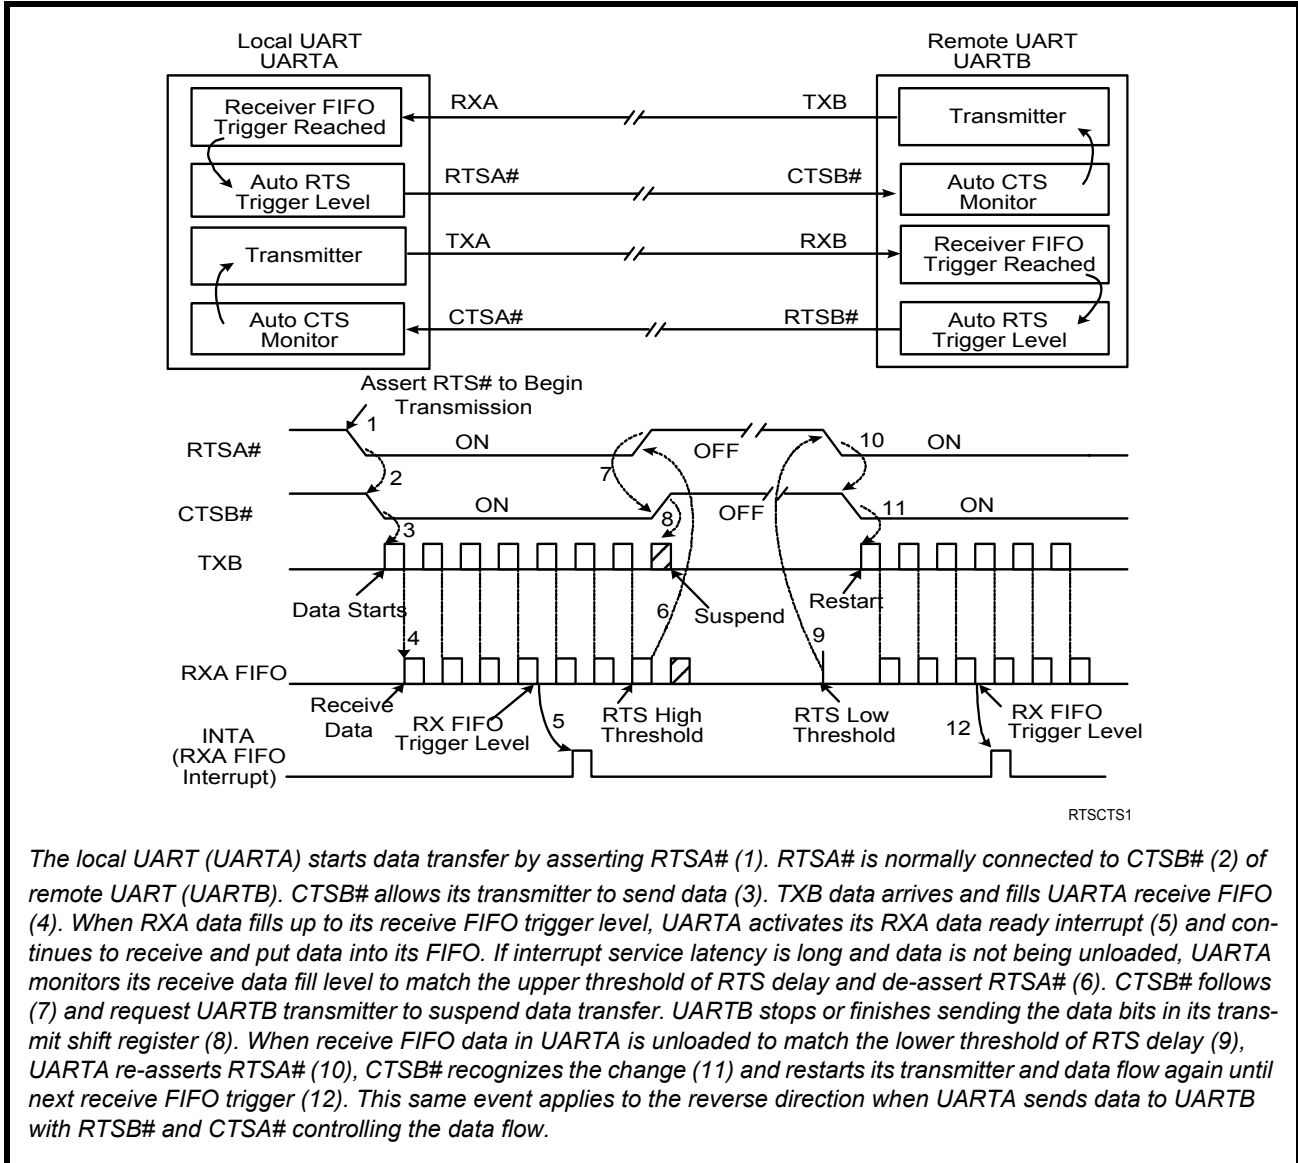 Local UART
UARTA
Remote UART
UARTB
Receiver FIFO
Trigger Reached
RXA
TXB
Transmitter
Auto RTS
Trigger Level
RTSA#
CTSB#
Auto CTS
Monitor
Transmitter
TXA
RXB
Receiver FIFO
Trigger Reached
Auto CTS
Monitor
CTSA#
RTSB#
Auto RTS
Trigger Level
Assert RTS# to Begin
Transmission
1
RTSA#
ON
7
OFF
10
ON
2
CTSB#
ON
8
OFF
11
ON
3
TXB
Data Starts
6
Suspend
Restart
4
9
RXA FIFO
Receive
Data
RX FIFO
Trigger Level
5
RTS High
Threshold
RTS Low
Threshold
12
RX FIFO
Trigger Level
INTA
(RXA FIFO
Interrupt)
RTSCTS1
The local UART (UARTA) starts data transfer by asserting RTSA# (1). RTSA# is normally connected to CTSB# (2) of
remote UART (UARTB). CTSB# allows its transmitter to send data (3). TXB data arrives and fills UARTA receive FIFO
(4). When RXA data fills up to its receive FIFO trigger level, UARTA activates its RXA data ready interrupt (5) and con-
tinues to receive and put data into its FIFO. If interrupt service latency is long and data is not being unloaded, UARTA
monitors its receive data fill level to match the upper threshold of RTS delay and de-assert RTSA# (6). CTSB# follows
(7) and request UARTB transmitter to suspend data transfer. UARTB stops or finishes sending the data bits in its trans-
mit shift register (8). When receive FIFO data in UARTA is unloaded to match the lower threshold of RTS delay (9),
UARTA re-asserts RTSA# (10), CTSB# recognizes the change (11) and restarts its transmitter and data flow again until
next receive FIFO trigger (12). This same event applies to the reverse direction when UARTA sends data to UARTB
with RTSB# and CTSA# controlling the data flow.